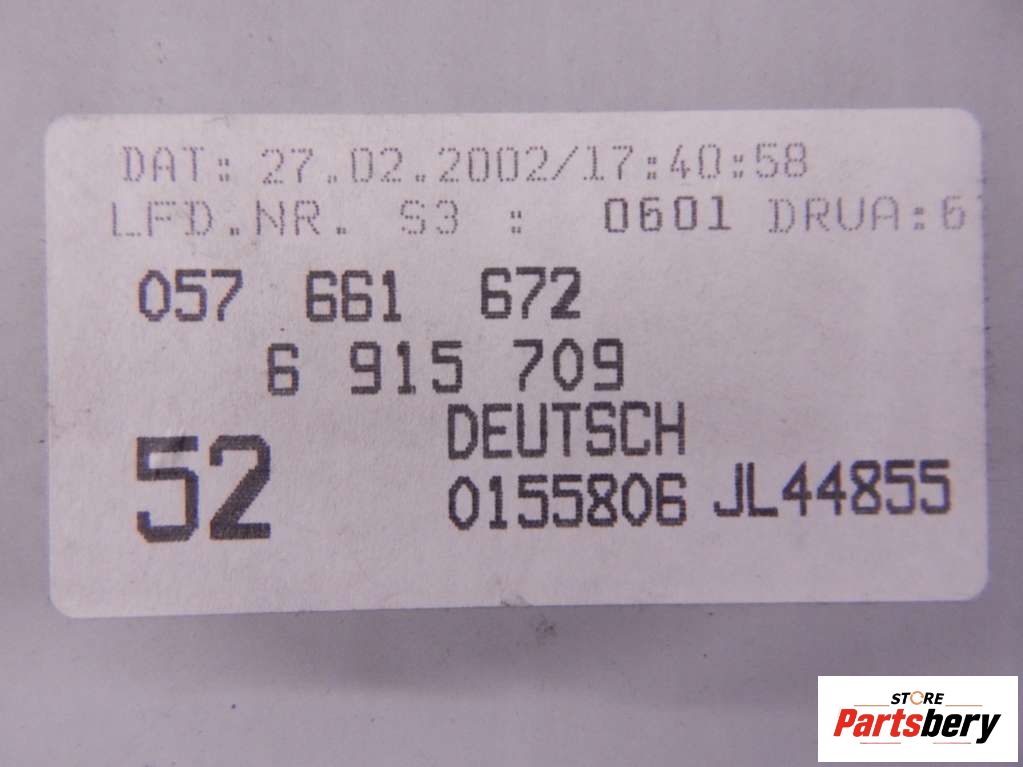 DAT: 27.02.2002/17:40:58
LFD.NR. S3 : 0601 DRVA:6
057 661 672
6 915 709
52
DEUTSCH
0155806 JL44855
STORE
Partsbery